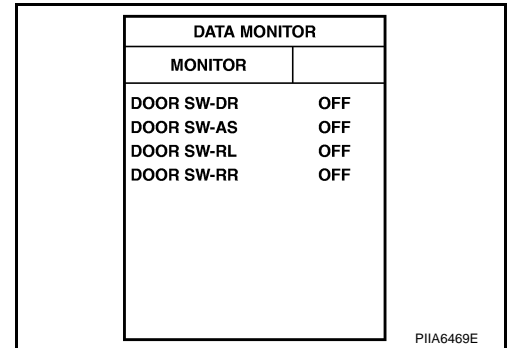 DATA MONITOR
MONITOR
DOOR SW-DR OFF
DOOR SW-AS OFF
DOOR SW-RL OFF
DOOR SW-RR OFF
PIIA6469E